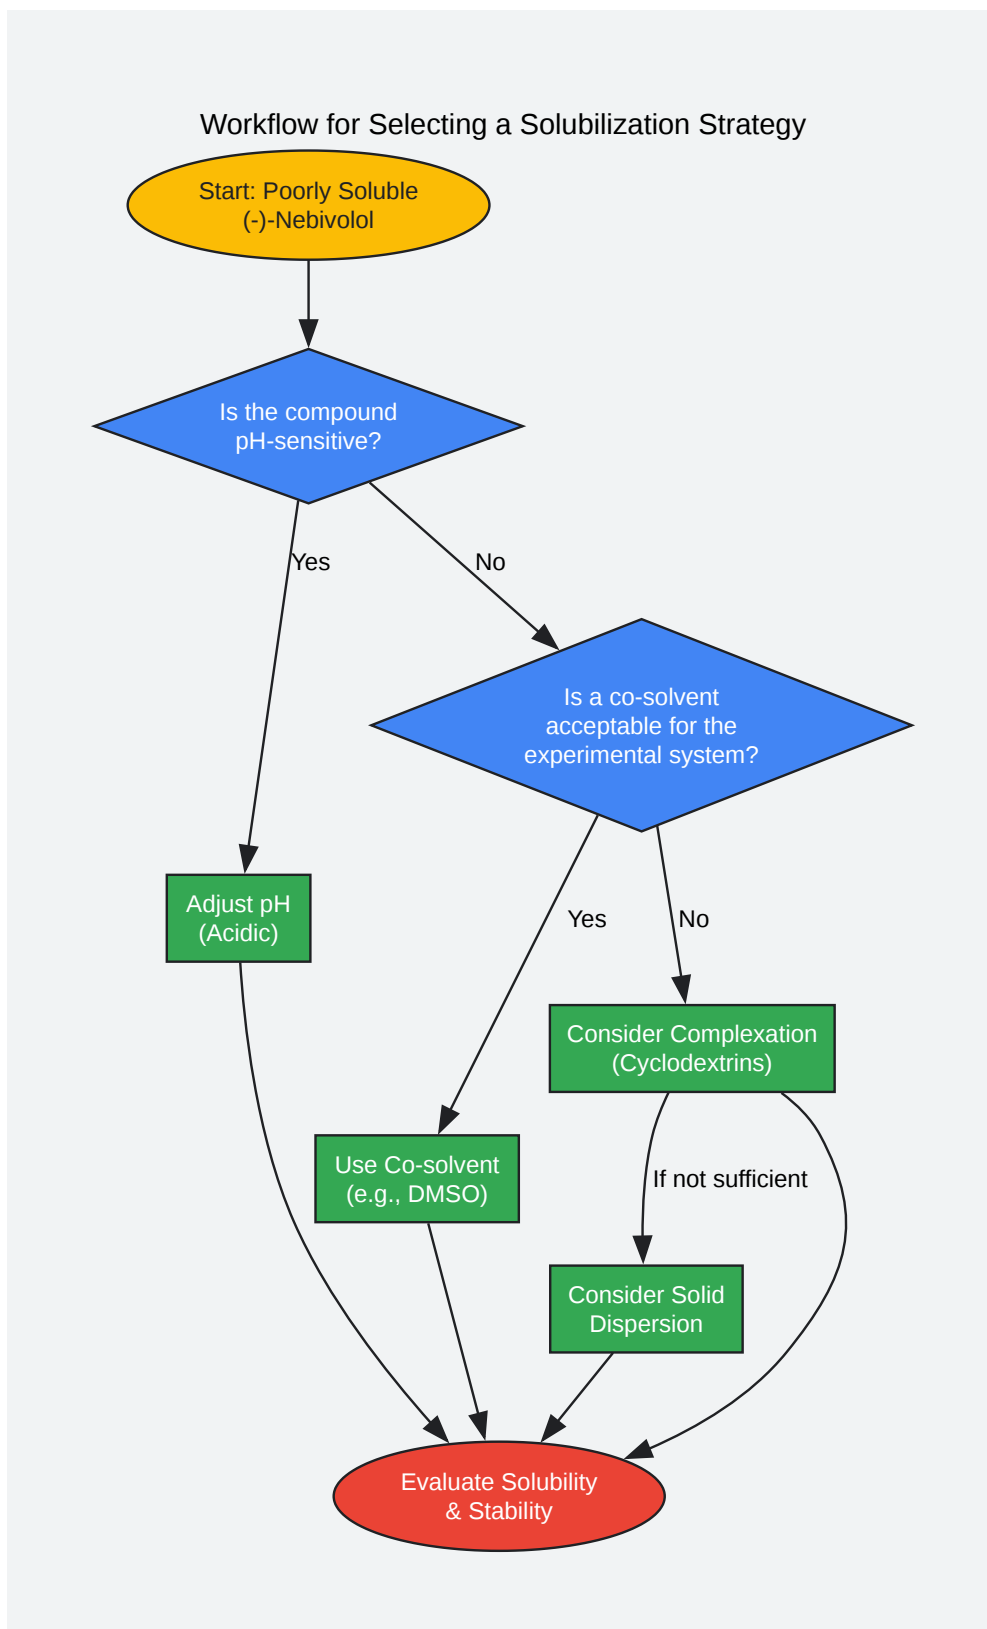 Workflow for Selecting a Solubilization Strategy
Start: Poorly Soluble
(-)-Nebivolol
Is the compound
pH-sensitive?
Yes
No
Is a co-solvent
acceptable for the
experimental system?
Adjust pH
(Acidic)
Yes
No
Consider Complexation
(Cyclodextrins)
Use Co-solvent
(e.g., DMSO)
If not sufficient
Consider Solid
Dispersion
Evaluate Solubility
& Stability